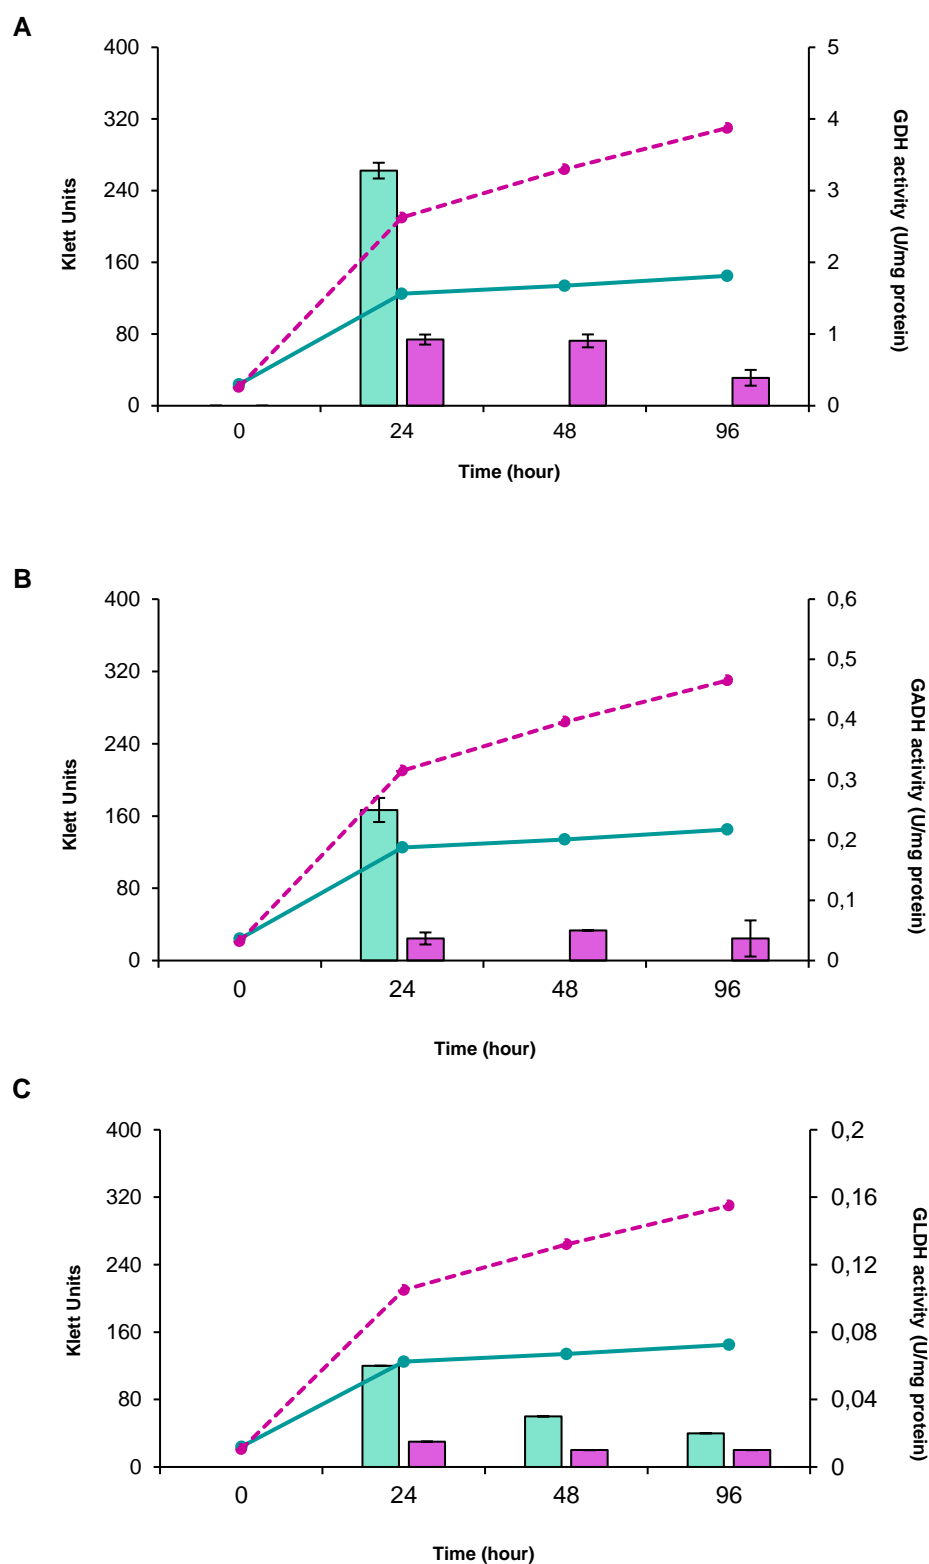 A
400
320
240
160
80
0
Klett Units
5
4
3
2
1
0
GDH activity (U/mg protein)
0 24 48 96
Time (hour)
B
400
320
240
160
80
0
Klett Units
0,6
0,5
0,4
0,3
0,2
0,1
0
GADH activity (U/mg protein)
0 24 48 96
Time (hour)
C
400
320
240
160
80
0
Klett Units
0,2
0,16
0,12
0,08
0,04
0
GLDH activity (U/mg protein)
0 24 48 96
Time (hour)